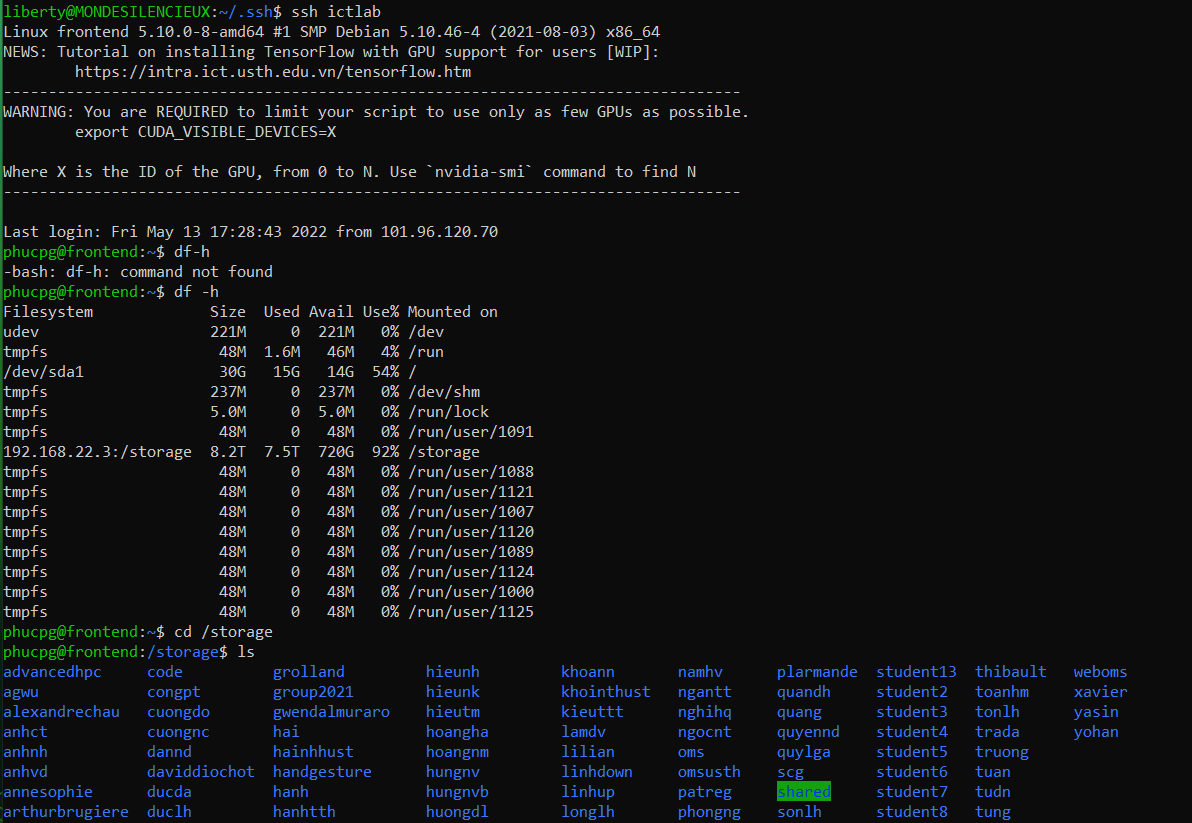 liberty@MONDESILENCIEUX:~/.ssh$ ssh ictlab
Linux frontend 5.10.0-8-amd64 #1 SMP Debian 5.10.46-4 (2021-08-03) x86_64
NEWS: Tutorial on installing TensorFlow with GPU support for users [WIP]:
        https://intra.ict.usth.edu.vn/tensorflow.htm
----------------------------------------------------------------------------------
WARNING: You are REQUIRED to limit your script to use only as few GPUs as possible.
        export CUDA_VISIBLE_DEVICES=X
Where X is the ID of the GPU, from 0 to N. Use `nvidia-smi` command to find N
----------------------------------------------------------------------------------
Last login: Fri May 13 17:28:43 2022 from 101.96.120.70
phucpg@frontend:~$ df-h
-bash: df-h: command not found
phucpg@frontend:~$ df -h
Filesystem             Size  Used Avail Use% Mounted on
udev                   221M     0  221M   0% /dev
tmpfs                   48M  1.6M   46M   4% /run
/dev/sda1               30G   15G   14G  54% /
tmpfs                  237M     0  237M   0% /dev/shm
tmpfs                  5.0M     0  5.0M   0% /run/lock
tmpfs                   48M     0   48M   0% /run/user/1091
192.168.22.3:/storage  8.2T  7.5T  720G  92% /storage
tmpfs                   48M     0   48M   0% /run/user/1088
tmpfs                   48M     0   48M   0% /run/user/1121
tmpfs                   48M     0   48M   0% /run/user/1007
tmpfs                   48M     0   48M   0% /run/user/1120
tmpfs                   48M     0   48M   0% /run/user/1089
tmpfs                   48M     0   48M   0% /run/user/1124
tmpfs                   48M     0   48M   0% /run/user/1000
tmpfs                   48M     0   48M   0% /run/user/1125
phucpg@frontend:~$ cd /storage
phucpg@frontend:/storage$ ls
advancedhpc     code          grolland       hieunh    khoann      namhv    plarmande  student13  thibault  weboms
agwu            congpt        group2021      hieunk    khointhust  ngantt   quandh     student2   toanhm    xavier
alexandrechau   cuongdo       gwendalmuraro  hieutm    kieuttt     nghihq   quang      student3   tonlh     yasin
anhct           cuongnc       hai            hoangha   lamdv       ngocnt   quyennd    student4   trada     yohan
anhnh           dannd         hainhhust      hoangnm   lilian      oms      quylga     student5   truong
anhvd           daviddiochot  handgesture    hungnv    linhdown    omsusth  scg        student6   tuan
annesophie      ducda         hanh           hungnvb   linhup      patreg   shared     student7   tudn
arthurbrugiere  duclh         hanhtth        huongdl   longlh      phongng  sonlh      student8   tung